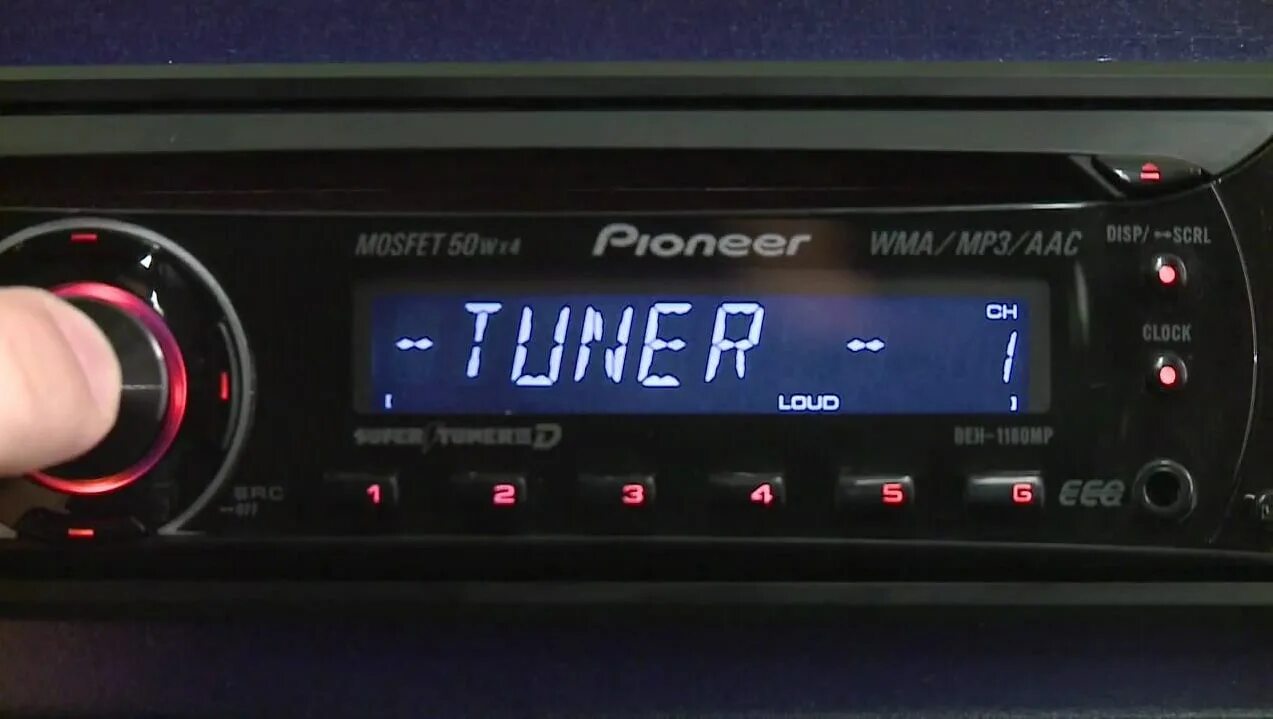 MOSFET 50W x 4 Pioneer WMA/MP3/AAC DISP/ SCRL
- TUNER - CH 1
CLOCK
LOUD
SUPER TUNER III D DEH-1180MP
1 2 3 4 5 6 EEQ
SRC
OFF